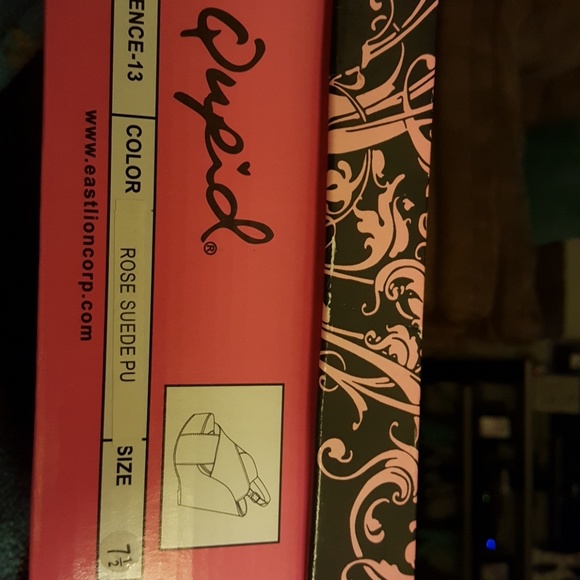 Qupid®
ENCE-13 COLOR ROSE SUEDE PU SIZE 7½
www.eastlioncorp.com